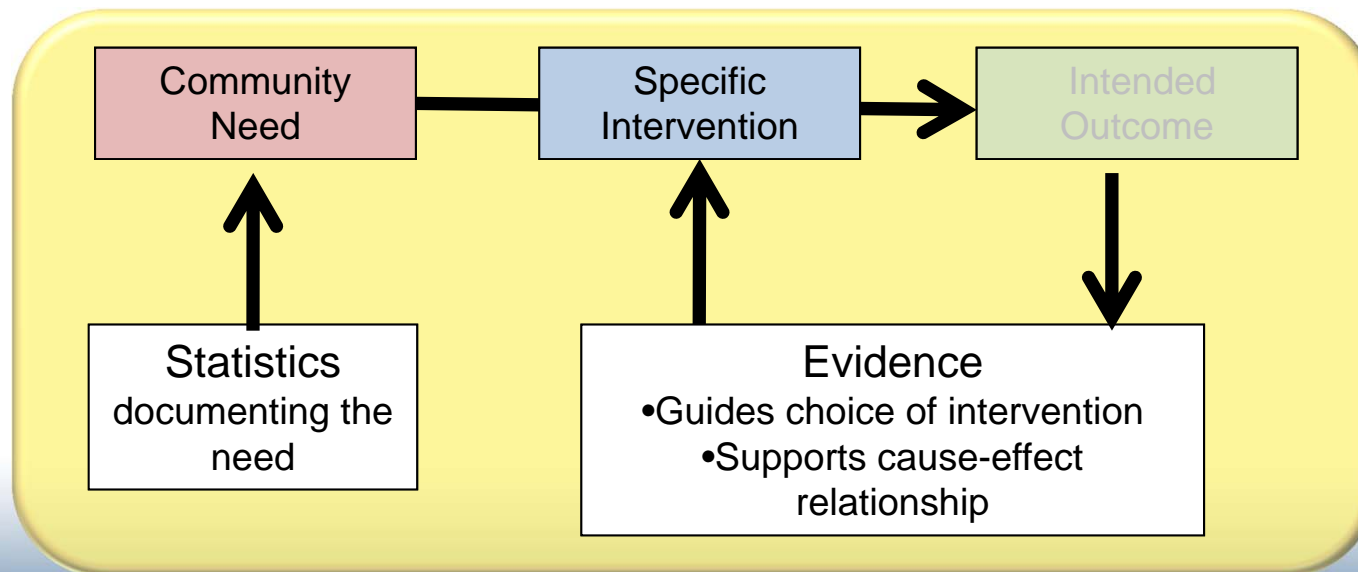 Community
Need
Specific
Intervention
Intended
Outcome
Statistics
documenting the
need
Evidence
•Guides choice of intervention
•Supports cause-effect
relationship